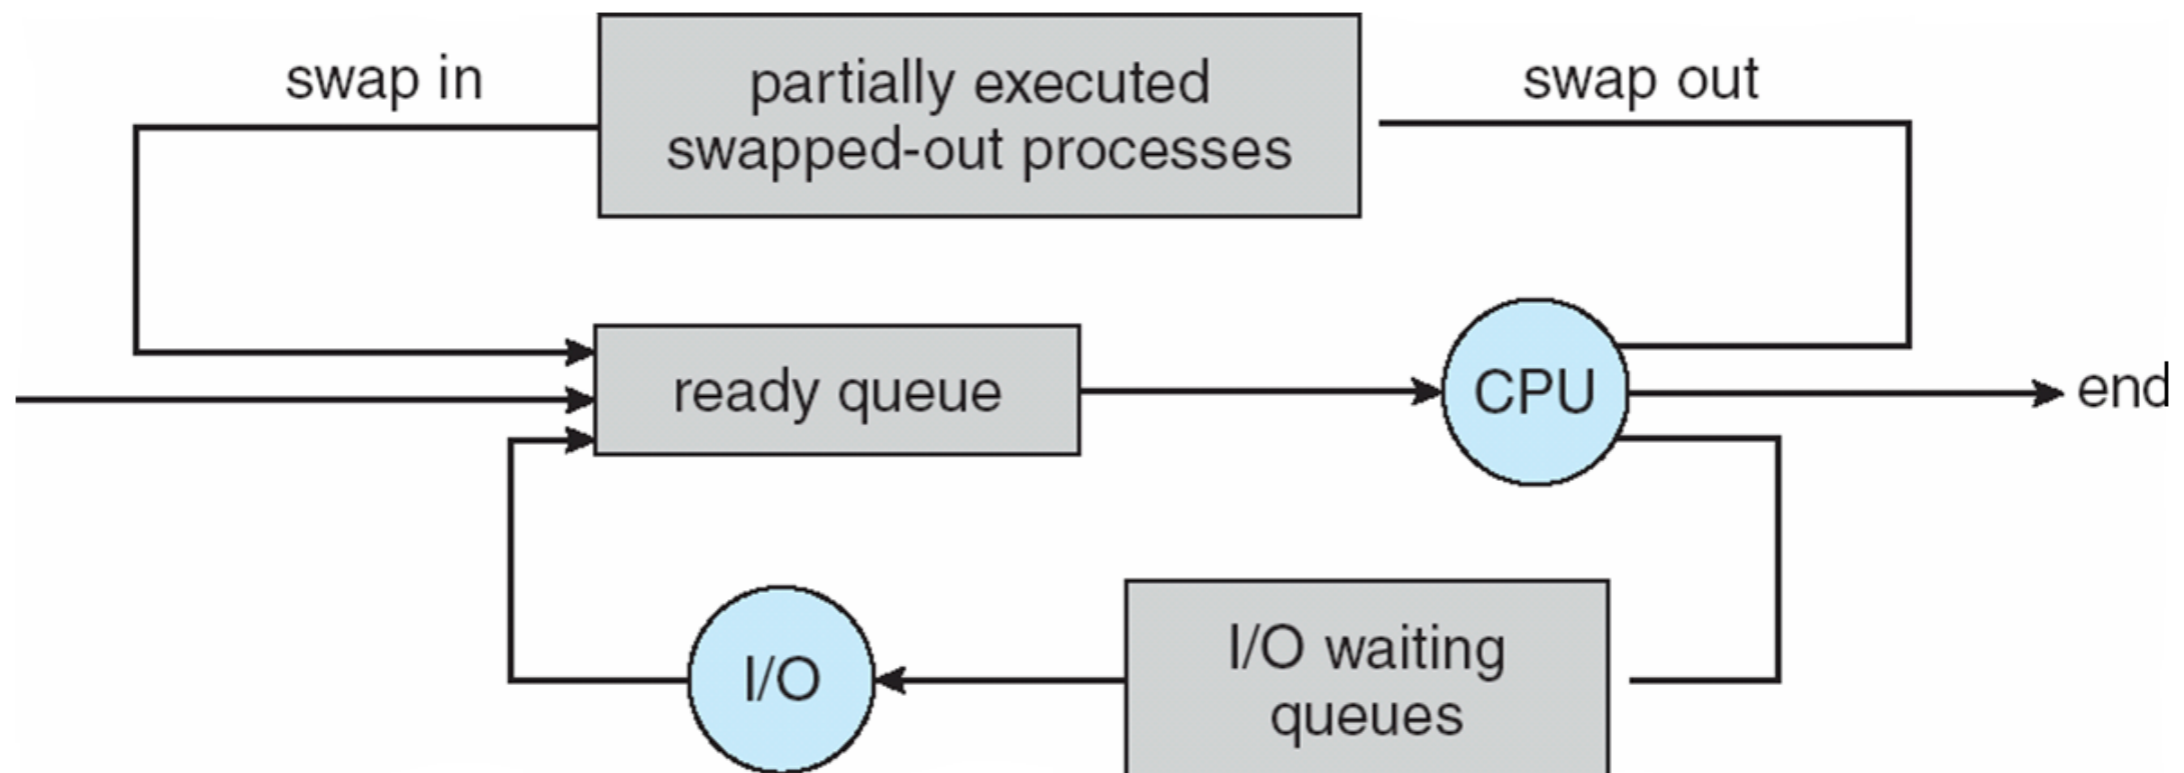 swap in
partially executed
swapped-out processes
swap out
ready queue
CPU
end
I/O
I/O waiting
queues